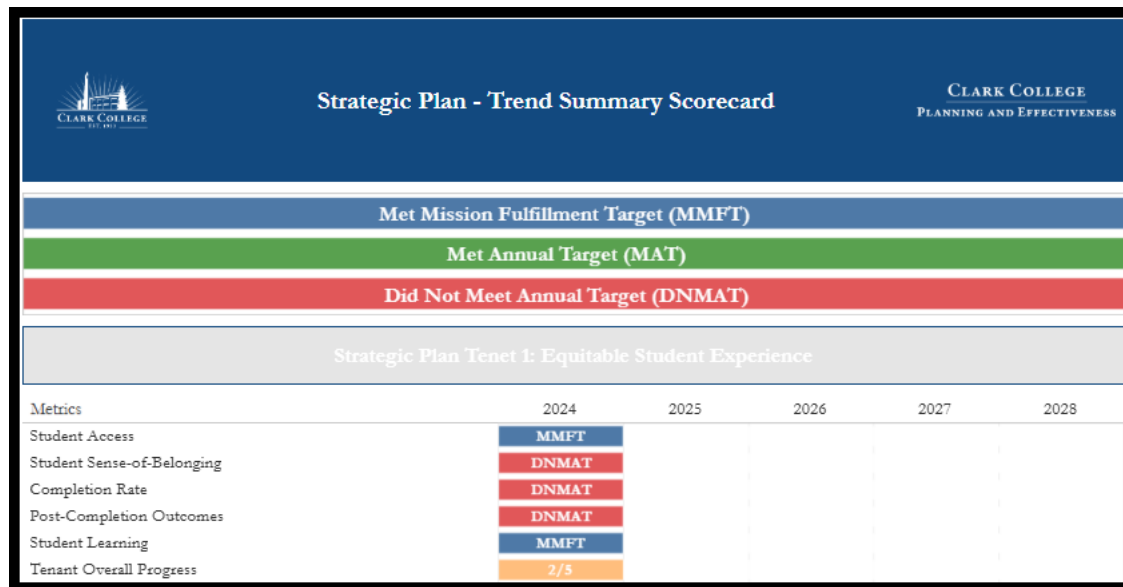 CLARK COLLEGE
EST. 1933
Strategic Plan - Trend Summary Scorecard
CLARK COLLEGE
PLANNING AND EFFECTIVENESS
Met Mission Fulfillment Target (MMFT)
Met Annual Target (MAT)
Did Not Meet Annual Target (DNMAT)
Strategic Plan Tenet 1: Equitable Student Experience
Metrics 2024 2025 2026 2027 2028
Student Access MMFT
Student Sense-of-Belonging DNMAT
Completion Rate DNMAT
Post-Completion Outcomes DNMAT
Student Learning MMFT
Tenant Overall Progress 2/5